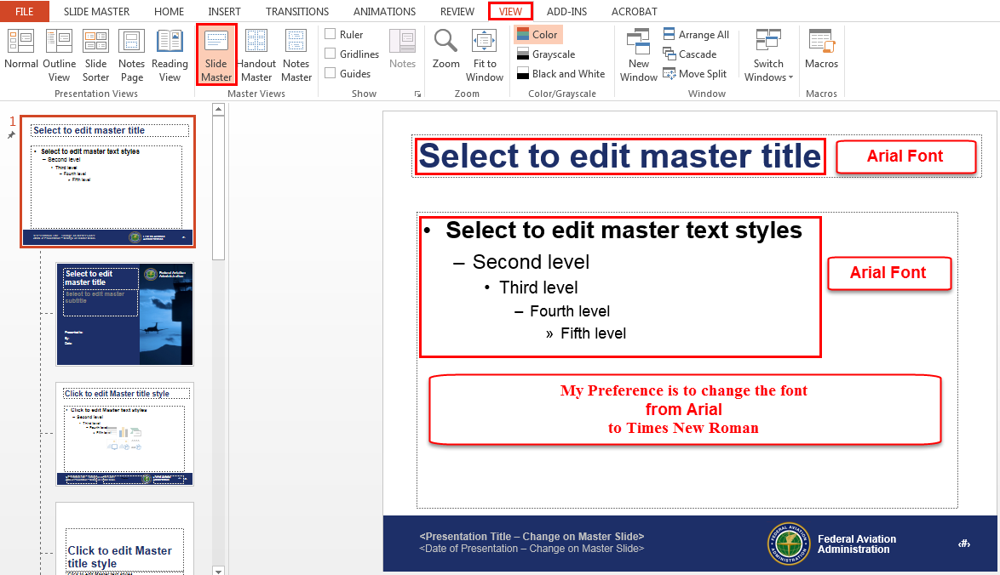 FILE SLIDE MASTER HOME INSERT TRANSITIONS ANIMATIONS REVIEW VIEW ADD-INS ACROBAT
Normal
Outline
View
Slide
Sorter
Notes
Page
Reading
View
Presentation Views
Slide
Master
Handout
Master
Notes
Master
Master Views
Ruler
Gridlines
Guides
Notes
Show
Zoom
Fit to
Window
Zoom
Color
Grayscale
Black and White
Color/Grayscale
New
Window
Arrange All
Cascade
Move Split
Switch
Windows
Window
Macros
Macros
1
Select to edit master title
• Select to edit master text styles
– Second level
• Third level
– Fourth level
» Fifth level
Select to edit
master title
Select to edit master
subtitle
Federal Aviation
Administration
Presented to:
By:
Date:
Click to edit Master title style
• Click to edit Master text styles
– Second level
• Third level
– Fourth level
» Fifth level
Click to edit Master
title style
Select to edit master title
Arial Font
• Select to edit master text styles
– Second level
• Third level
– Fourth level
» Fifth level
Arial Font
My Preference is to change the font
from Arial
to Times New Roman
<Presentation Title – Change on Master Slide>
<Date of Presentation – Change on Master Slide>
Federal Aviation
Administration
‹#›